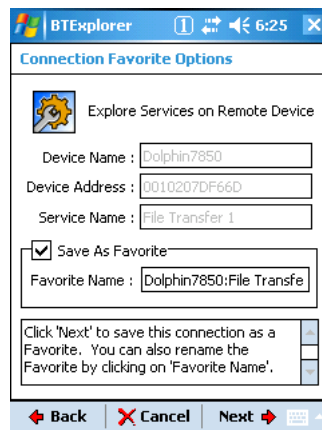 BTExplorer 1 6:25
Connection Favorite Options
Explore Services on Remote Device
Device Name : Dolphin7850
Device Address : 0010207DF66D
Service Name : File Transfer 1
Save As Favorite
Favorite Name : Dolphin7850:File Transfe
Click 'Next' to save this connection as a
Favorite. You can also rename the
Favorite by clicking on 'Favorite Name'.
Back Cancel Next